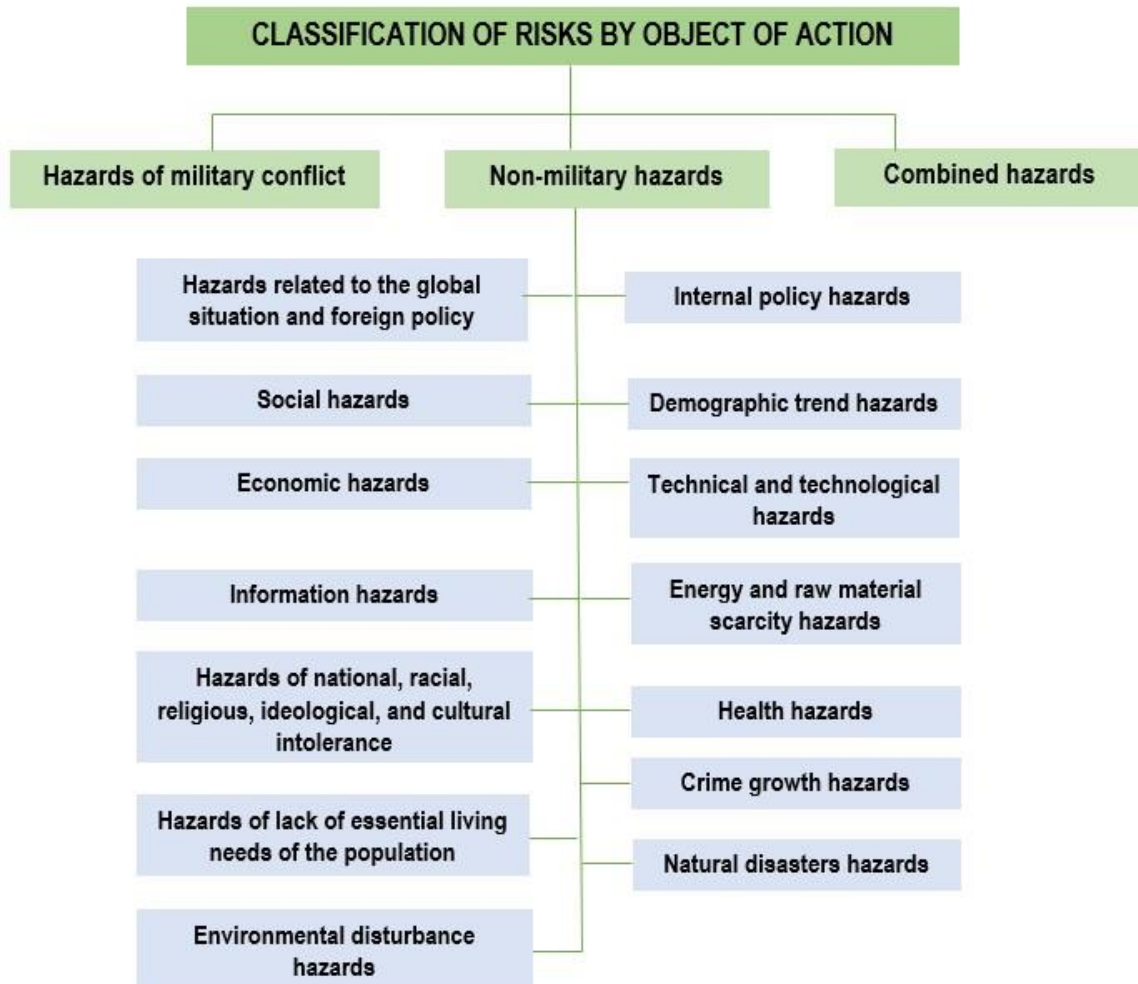 CLASSIFICATION OF RISKS BY OBJECT OF ACTION
Hazards of military conflict
Non-military hazards
Combined hazards
Hazards related to the global
situation and foreign policy
Internal policy hazards
Social hazards
Demographic trend hazards
Economic hazards
Technical and technological
hazards
Information hazards
Energy and raw material
scarcity hazards
Hazards of national, racial,
religious, ideological, and cultural
intolerance
Health hazards
Crime growth hazards
Hazards of lack of essential living
needs of the population
Natural disasters hazards
Environmental disturbance
hazards